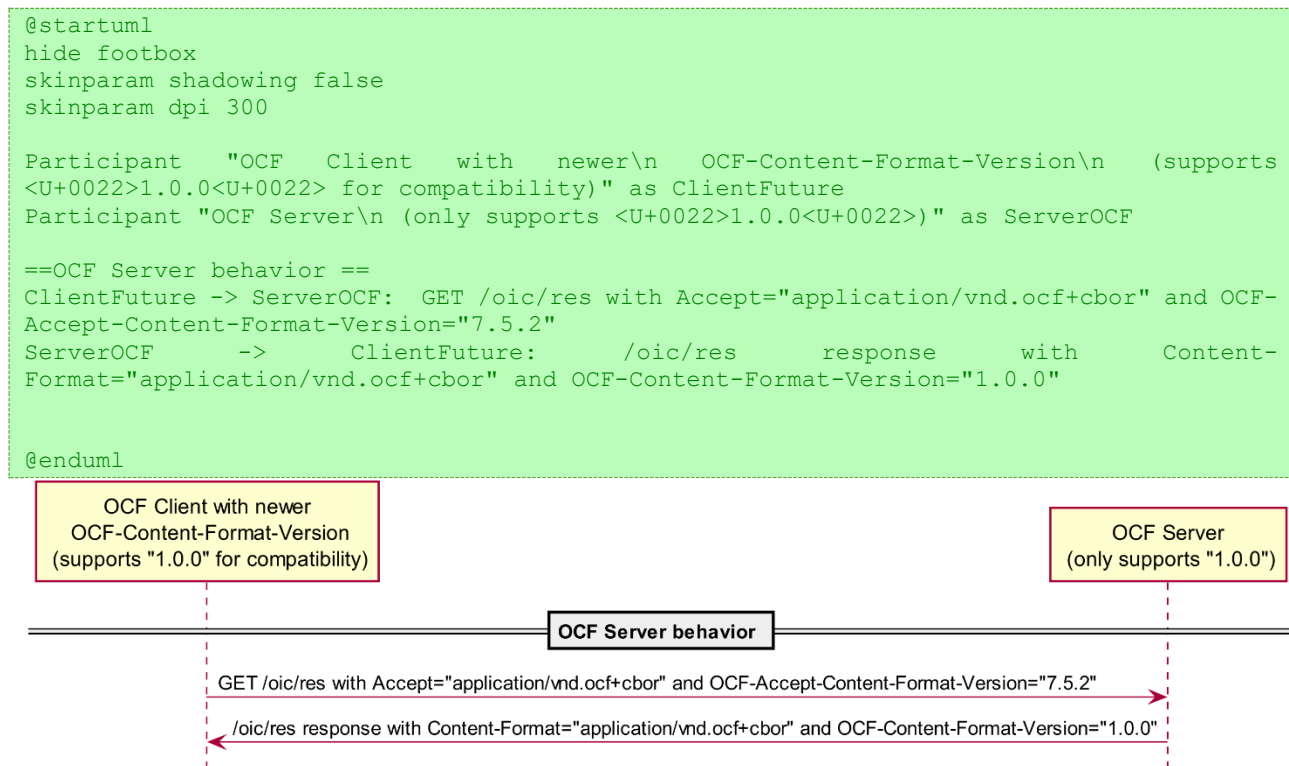 @startuml
hide footbox
skinparam shadowing false
skinparam dpi 300
Participant "OCF Client with newer\n OCF-Content-Format-Version\n (supports
<U+0022>1.0.0<U+0022> for compatibility)" as ClientFuture
Participant "OCF Server\n (only supports <U+0022>1.0.0<U+0022>)" as ServerOCF
==OCF Server behavior ==
ClientFuture -> ServerOCF: GET /oic/res with Accept="application/vnd.ocf+cbor" and OCF-
Accept-Content-Format-Version="7.5.2"
ServerOCF -> ClientFuture: /oic/res response with Content-
Format="application/vnd.ocf+cbor" and OCF-Content-Format-Version="1.0.0"
@enduml
OCF Client with newer
OCF-Content-Format-Version
(supports "1.0.0" for compatibility)
OCF Server
(only supports "1.0.0")
OCF Server behavior
GET /oic/res with Accept="application/vnd.ocf+cbor" and OCF-Accept-Content-Format-Version="7.5.2"
/oic/res response with Content-Format="application/vnd.ocf+cbor" and OCF-Content-Format-Version="1.0.0"